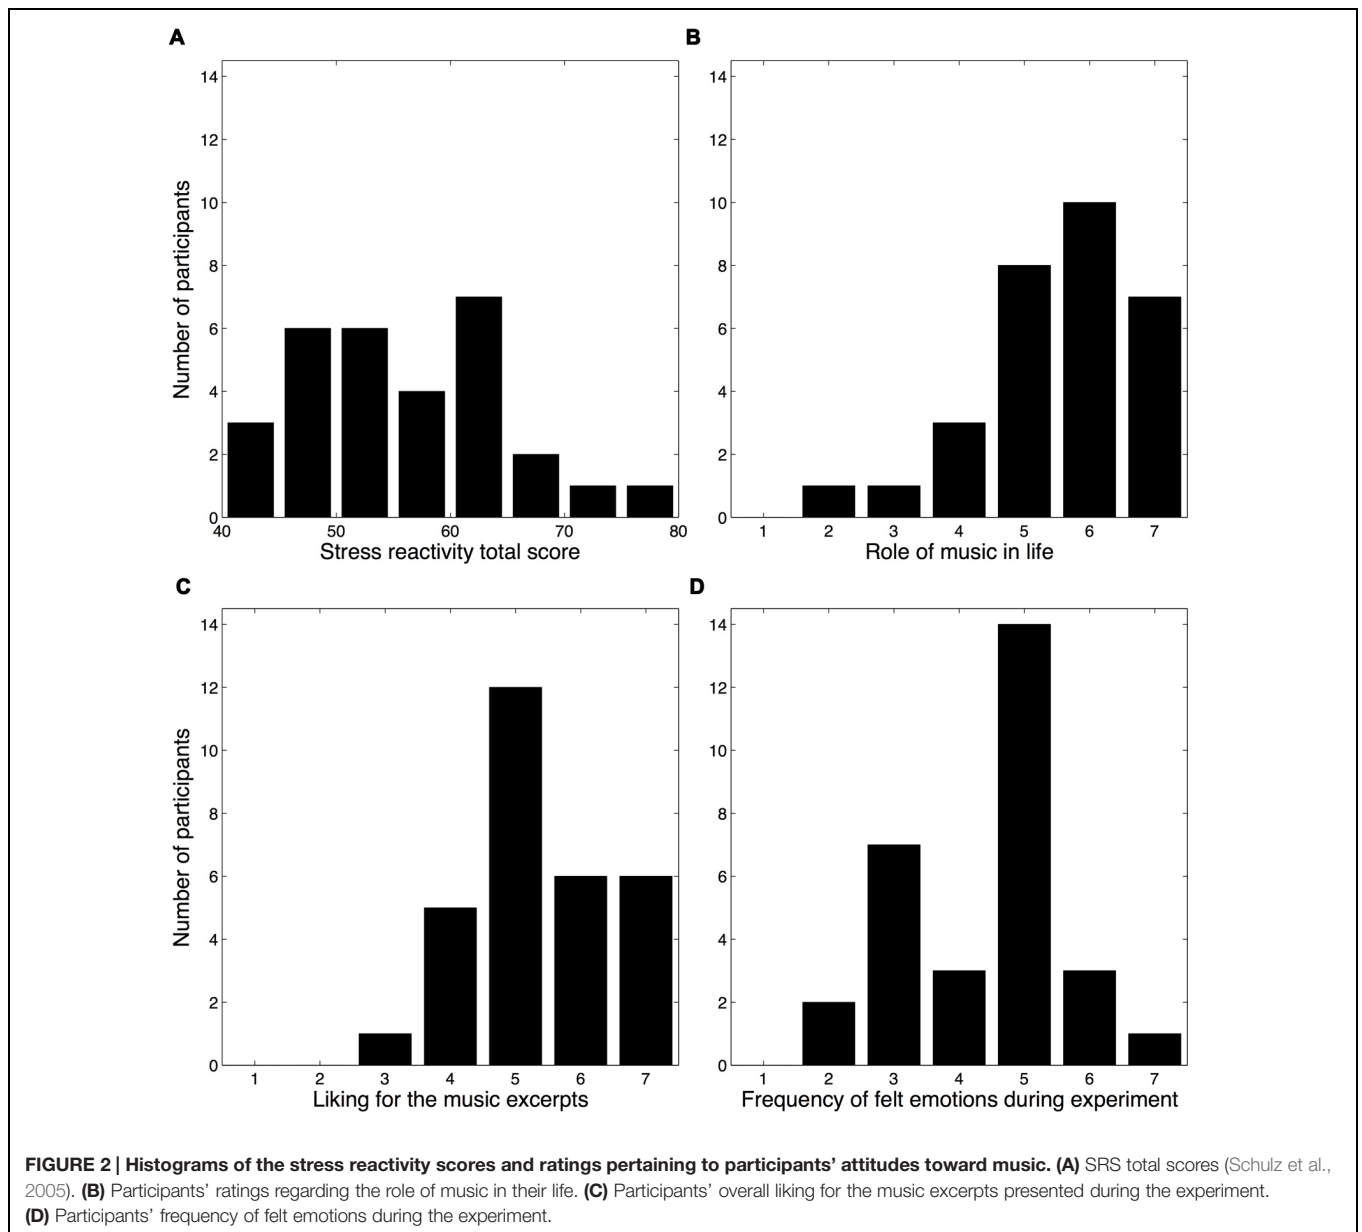 A
14
12
10
8
6
4
2
0
Number of participants
40 50 60 70 80
Stress reactivity total score
B
14
12
10
8
6
4
2
0
1 2 3 4 5 6 7
Role of music in life
C
14
12
10
8
6
4
2
0
Number of participants
1 2 3 4 5 6 7
Liking for the music excerpts
D
14
12
10
8
6
4
2
0
1 2 3 4 5 6 7
Frequency of felt emotions during experiment
FIGURE 2 | Histograms of the stress reactivity scores and ratings pertaining to participants’ attitudes toward music. (A) SRS total scores (Schulz et al.,
2005). (B) Participants’ ratings regarding the role of music in their life. (C) Participants’ overall liking for the music excerpts presented during the experiment.
(D) Participants’ frequency of felt emotions during the experiment.